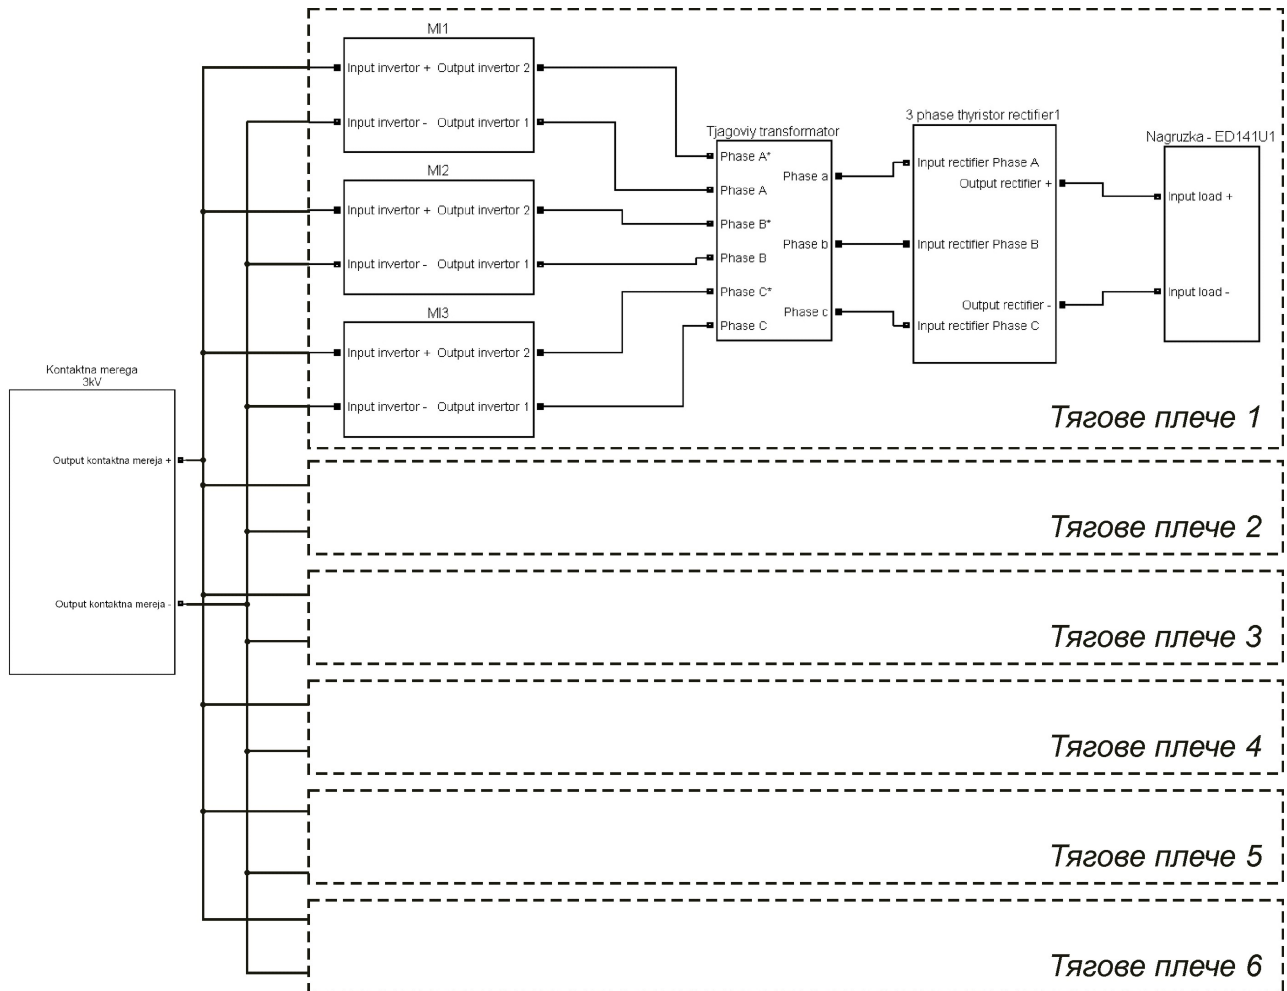 MI1
Input invertor + Output invertor 2
Input invertor - Output invertor 1
MI2
Input invertor + Output invertor 2
Input invertor - Output invertor 1
MI3
Input invertor + Output invertor 2
Input invertor - Output invertor 1
Tjagoviy transformator
Phase A*
Phase a
Phase A
Phase B*
Phase b
Phase B
Phase C*
Phase c
Phase C
3 phase thyristor rectifier1
Input rectifier Phase A
Output rectifier +
Input rectifier Phase B
Output rectifier -
Input rectifier Phase C
Nagruzka - ED141U1
Input load +
Input load -
Тягове плече 1
Kontaktna merega
3kV
Output kontaktna mereja +
Output kontaktna mereja -
Тягове плече 2
Тягове плече 3
Тягове плече 4
Тягове плече 5
Тягове плече 6